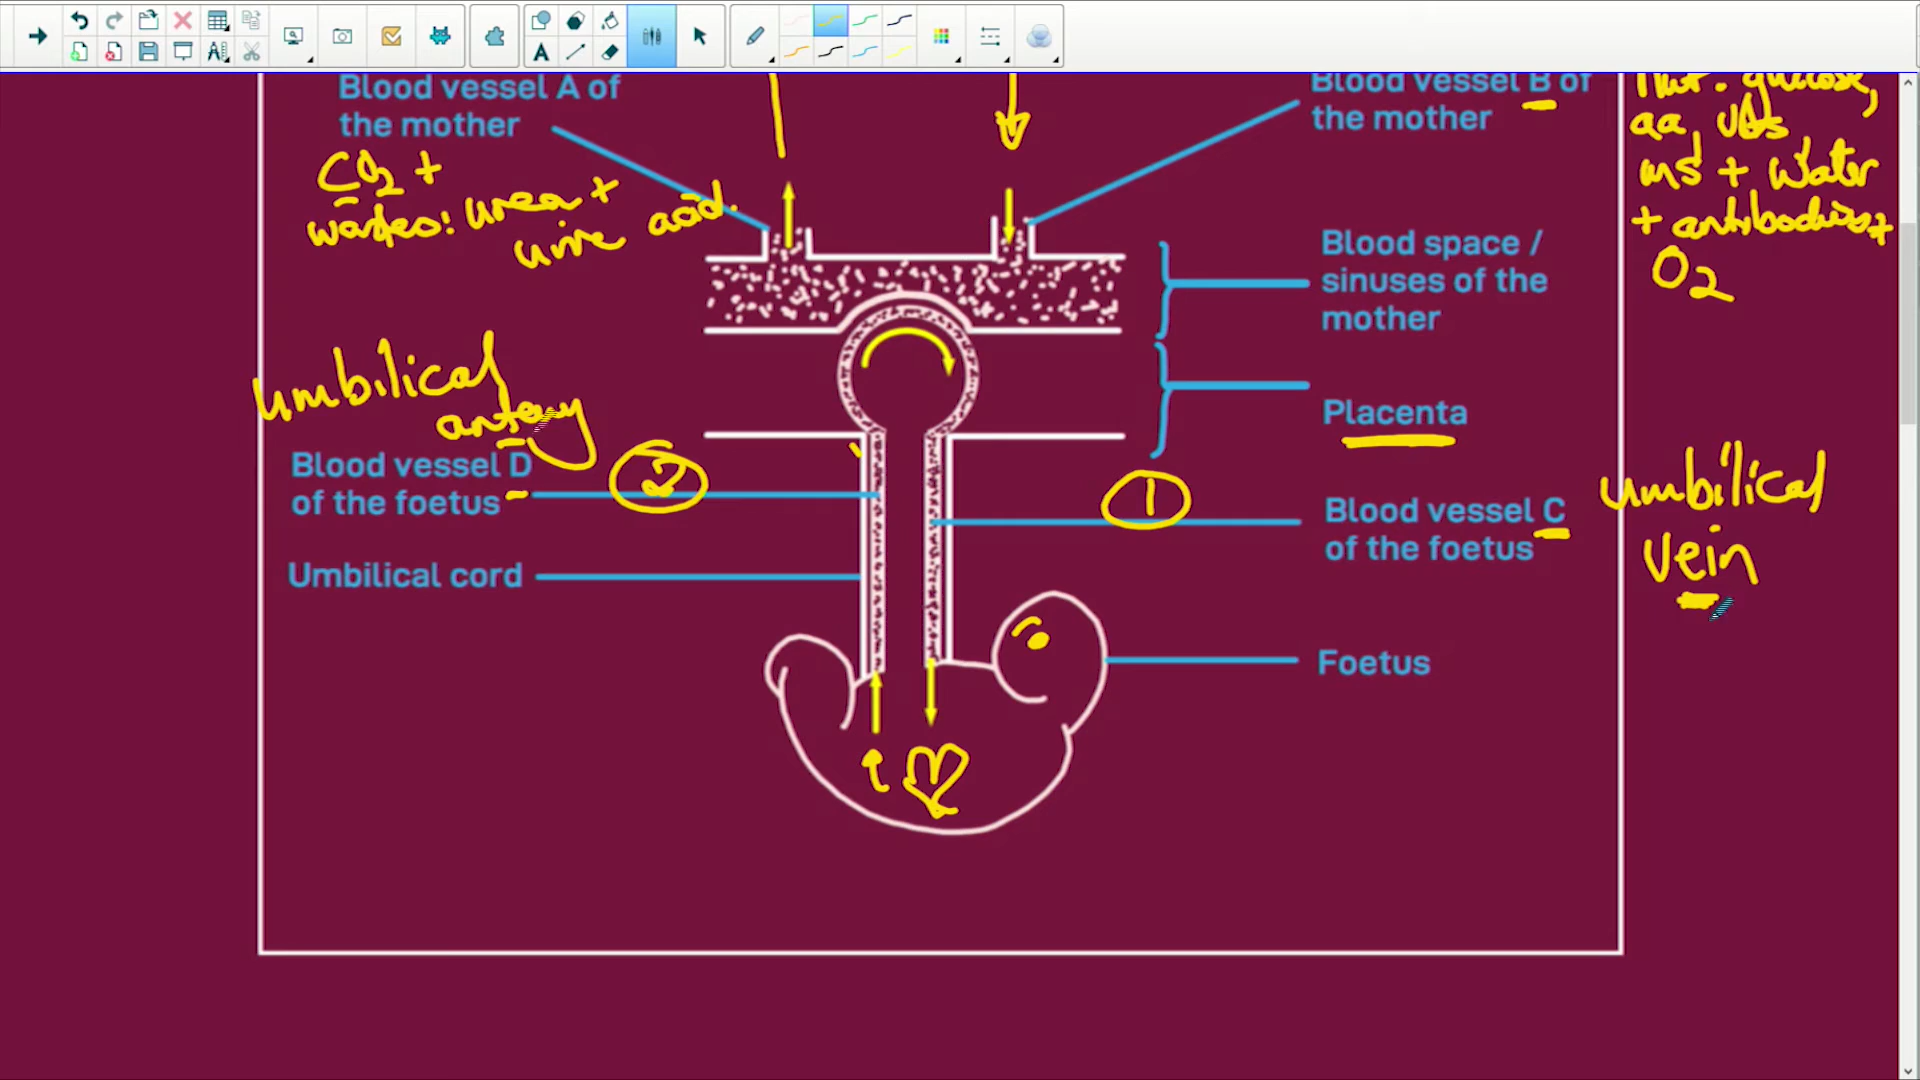 Blood vessel A of
the mother
CO2 +
wastes: urea +
uric acid.
Blood vessel B of
the mother
glucose,
aa, vits
ms + water
+ antibodies +
O2
Blood space /
sinuses of the
mother
Placenta
umbilical
artery
Blood vessel D
of the foetus
2
1
Blood vessel C
of the foetus
umbilical
vein
Umbilical cord
Foetus